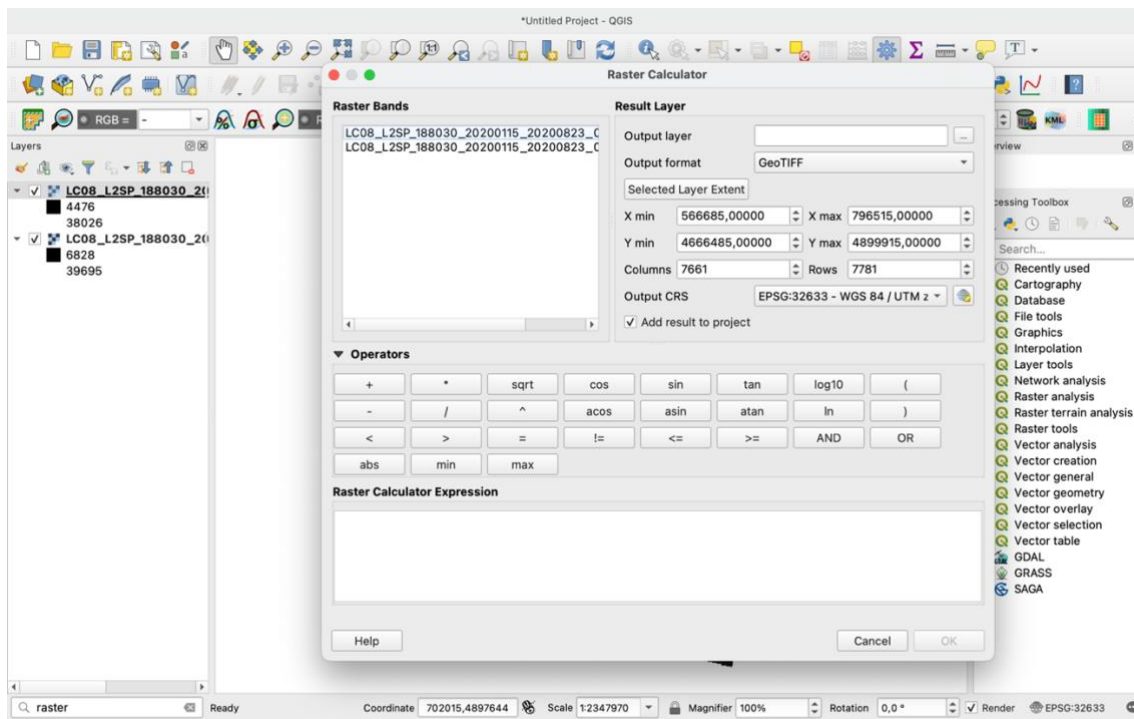 *Untitled Project - QGIS
Raster Calculator
RGB = -
KML
Layers
LC08_L2SP_188030_20
4476
38026
LC08_L2SP_188030_20
6828
39695
raster
Raster Bands
LC08_L2SP_188030_20200115_20200823_0
LC08_L2SP_188030_20200115_20200823_0
Result Layer
Output layer
...
Output format GeoTIFF
Selected Layer Extent
X min 566685,00000 X max 796515,00000
Y min 4666485,00000 Y max 4899915,00000
Columns 7661 Rows 7781
Output CRS EPSG:32633 - WGS 84 / UTM z
Add result to project
Operators
+ * sqrt cos sin tan log10 (
- / ^ acos asin atan ln )
< > = != <= >= AND OR
abs min max
Raster Calculator Expression
Help Cancel OK
rview
cessing Toolbox
Search...
Recently used
Cartography
Database
File tools
Graphics
Interpolation
Layer tools
Network analysis
Raster analysis
Raster terrain analysis
Raster tools
Vector analysis
Vector creation
Vector general
Vector geometry
Vector overlay
Vector selection
Vector table
GDAL
GRASS
SAGA
Ready Coordinate 702015,4897644 Scale 1:2347970 Magnifier 100% Rotation 0,0 ° Render EPSG:32633